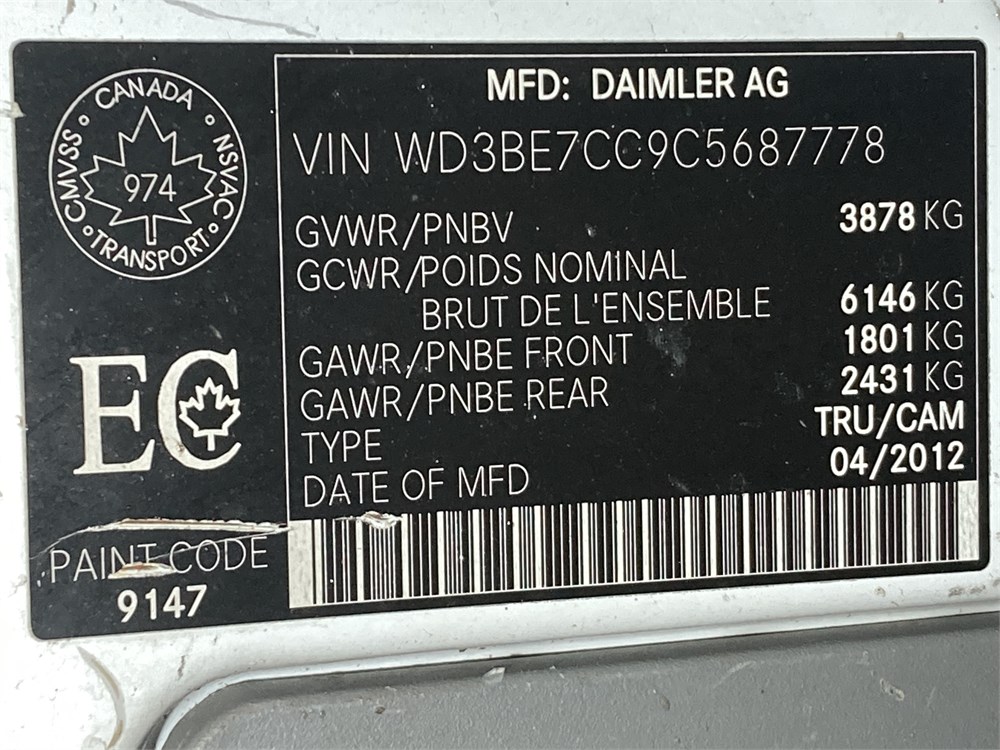 CANADA
CMVSS
NSVAC
974
TRANSPORT
EC
PAINT CODE
9147
MFD: DAIMLER AG
VIN WD3BE7CC9C5687778
GVWR/PNBV 3878 KG
GCWR/POIDS NOMINAL
BRUT DE L'ENSEMBLE 6146 KG
GAWR/PNBE FRONT 1801 KG
GAWR/PNBE REAR 2431 KG
TYPE TRU/CAM
DATE OF MFD 04/2012